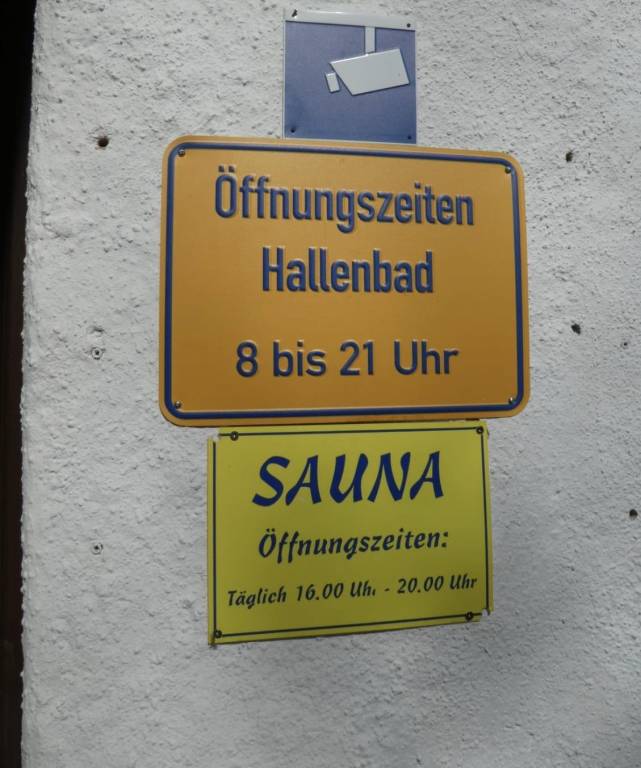 Öffnungszeiten
Hallenbad
8 bis 21 Uhr
SAUNA
Öffnungszeiten:
Täglich 16.00 Uhr - 20.00 Uhr